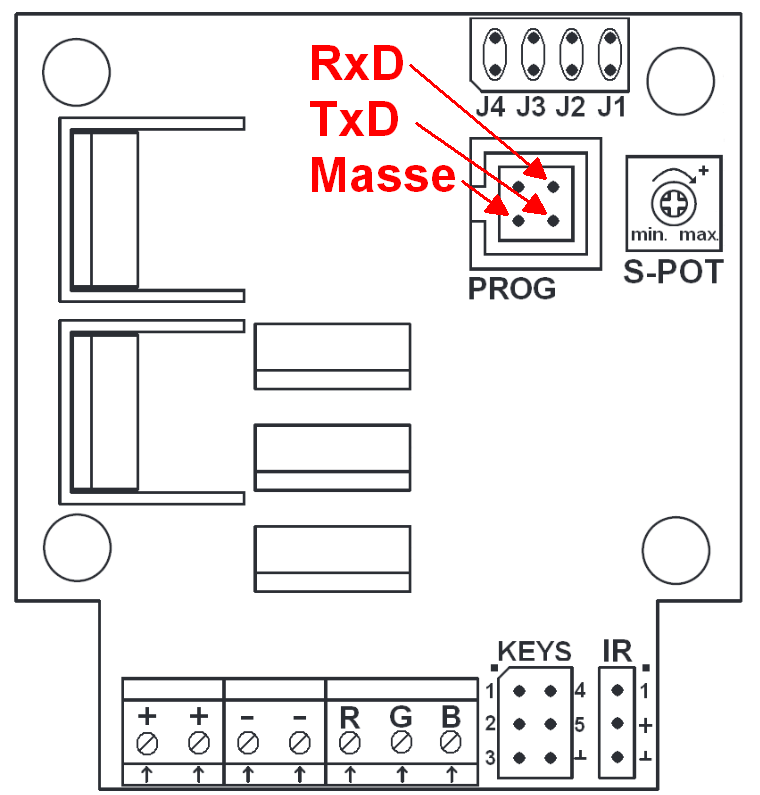 RxD
TxD
Masse
J4 J3 J2 J1
PROG
+
min. max.
S-POT
KEYS
1 4
2 5
3 ⊥
IR
1
+
⊥
+ + - - R G B
↑ ↑ ↑ ↑ ↑ ↑ ↑